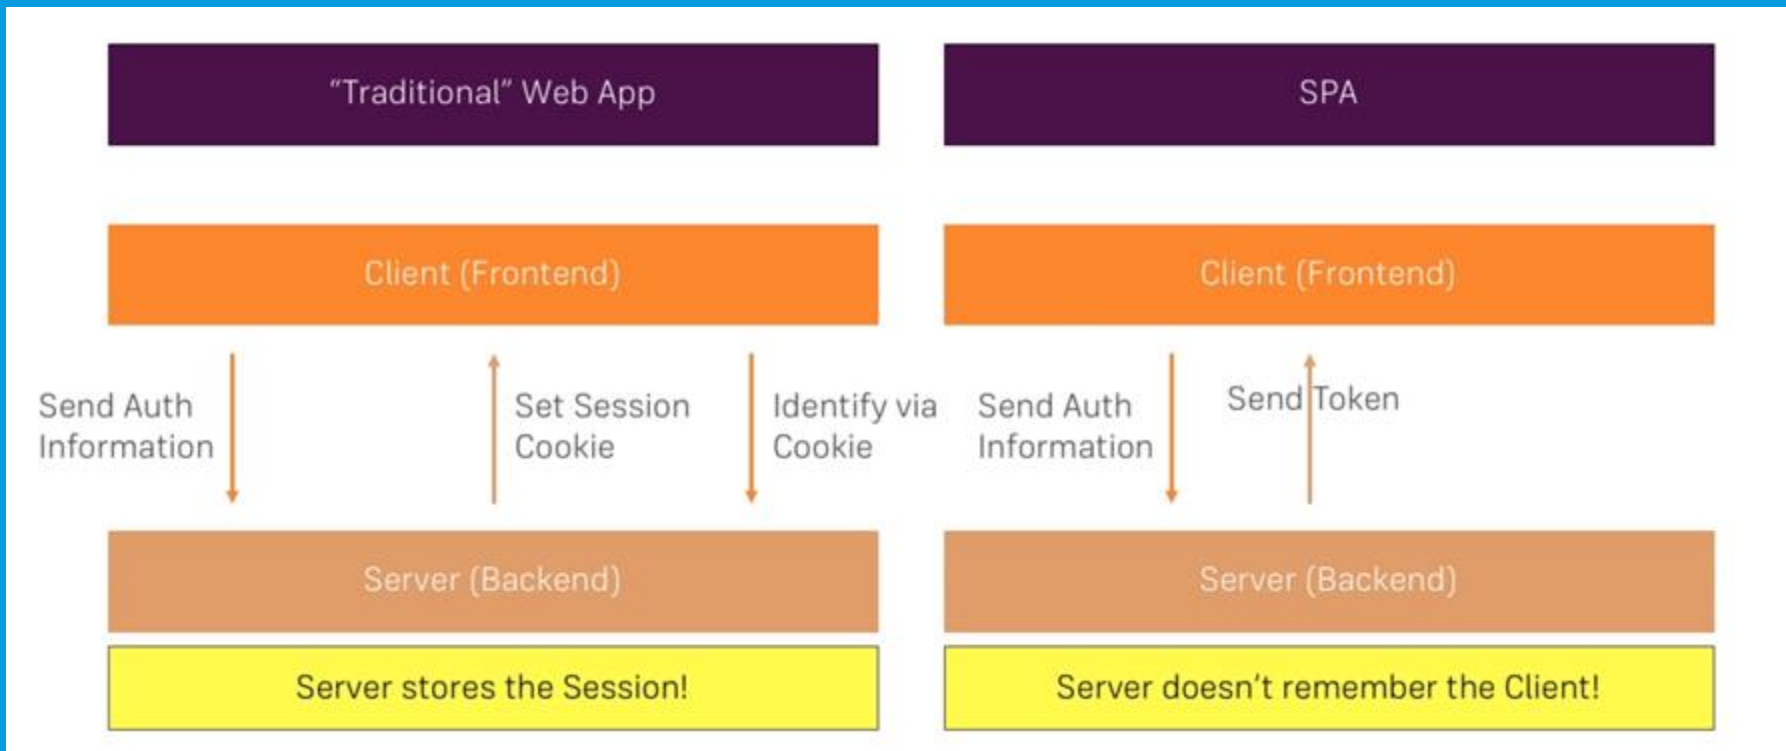 “Traditional” Web App
SPA
Client (Frontend)
Client (Frontend)
Send Auth
Information
Set Session
Cookie
Identify via
Cookie
Send Auth
Information
Send Token
Server (Backend)
Server (Backend)
Server stores the Session!
Server doesn’t remember the Client!